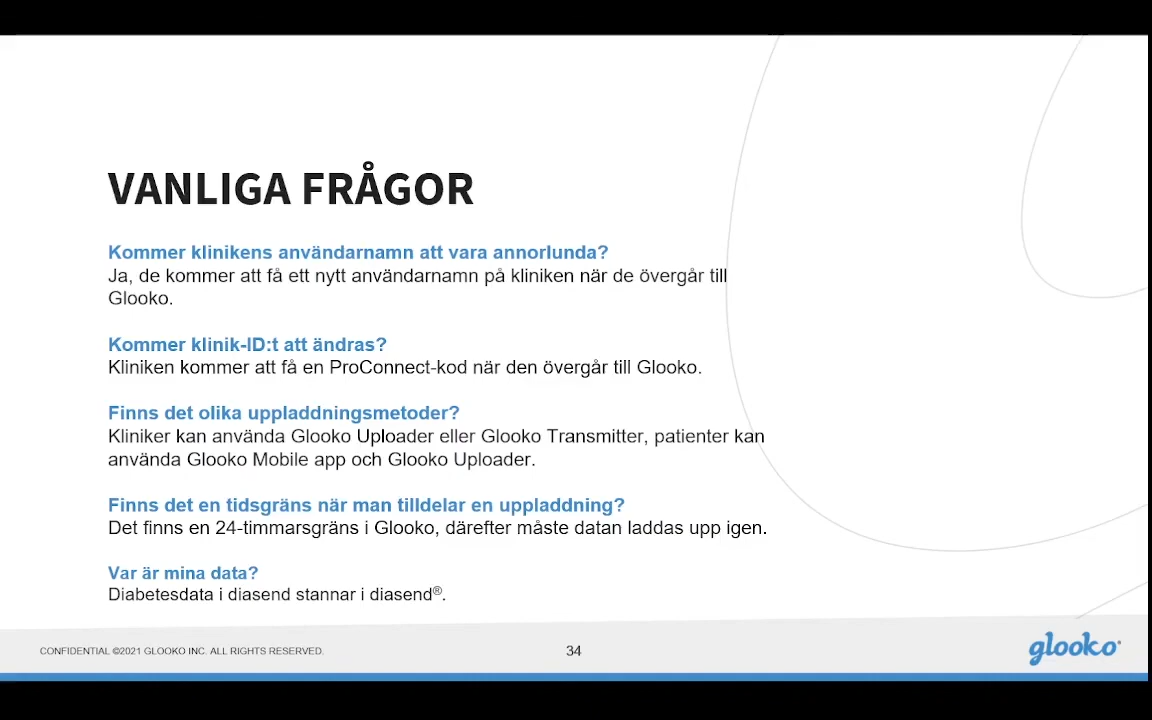 VANLIGA FRÅGOR
Kommer klinikens användarnamn att vara annorlunda?
Ja, de kommer att få ett nytt användarnamn på kliniken när de övergår till
Glooko.
Kommer klinik-ID:t att ändras?
Kliniken kommer att få en ProConnect-kod när den övergår till Glooko.
Finns det olika uppladdningsmetoder?
Kliniker kan använda Glooko Uploader eller Glooko Transmitter, patienter kan
använda Glooko Mobile app och Glooko Uploader.
Finns det en tidsgräns när man tilldelar en uppladdning?
Det finns en 24-timmarsgräns i Glooko, därefter måste datan laddas upp igen.
Var är mina data?
Diabetesdata i diasend stannar i diasend®.
CONFIDENTIAL ©2021 GLOOKO INC. ALL RIGHTS RESERVED.
34
glooko